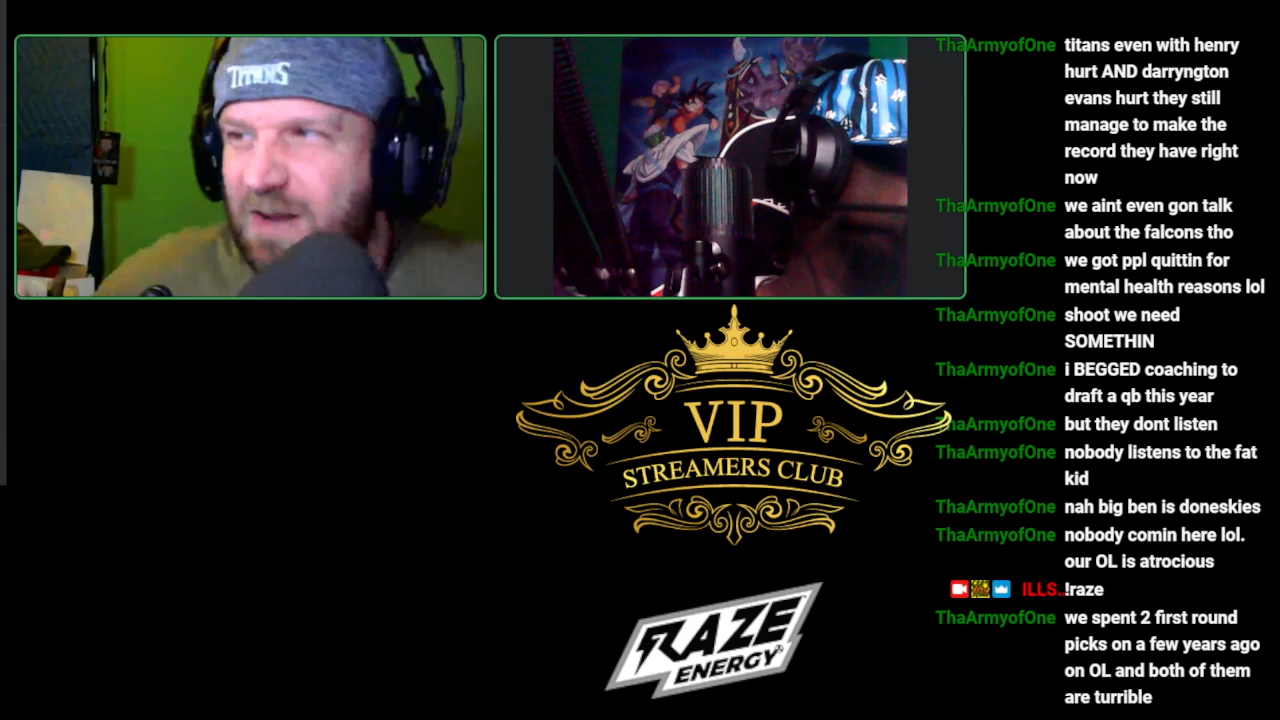 TITANS
ThaArmyofOne titans even with henry
hurt AND darryngton
evans hurt they still
manage to make the
record they have right
now
ThaArmyofOne we aint even gon talk
about the falcons tho
ThaArmyofOne we got ppl quittin for
mental health reasons lol
ThaArmyofOne shoot we need
SOMETHIN
ThaArmyofOne i BEGGED coaching to
draft a qb this year
ThaArmyofOne but they dont listen
ThaArmyofOne nobody listens to the fat
kid
ThaArmyofOne nah big ben is doneskies
ThaArmyofOne nobody comin here lol.
our OL is atrocious
ILLS.. !raze
ThaArmyofOne we spent 2 first round
picks on a few years ago
on OL and both of them
are turrible
VIP
STREAMERS CLUB
RAZE
ENERGY